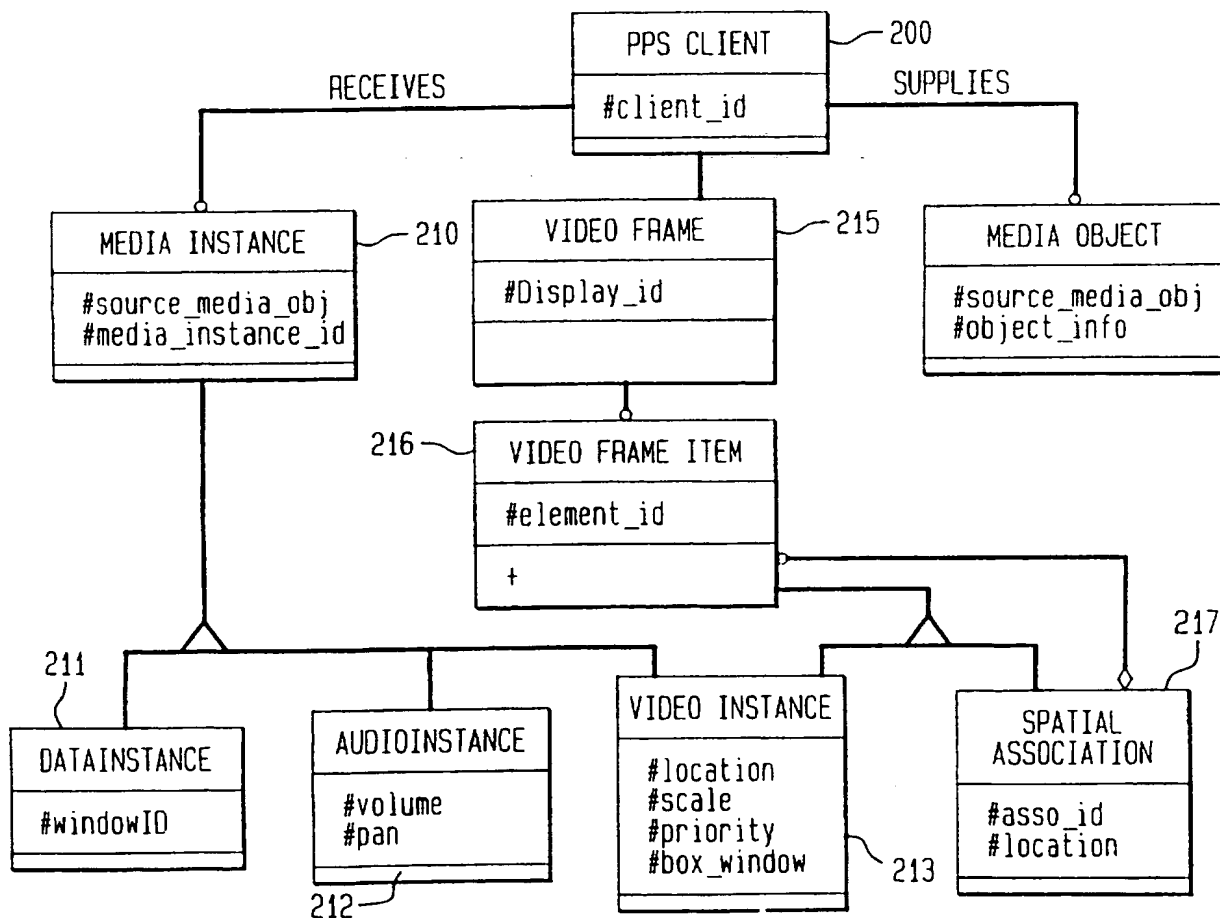 PPS CLIENT
200
RECEIVES
SUPPLIES
#client_id
MEDIA INSTANCE
210
#source_media_obj
#media_instance_id
VIDEO FRAME
215
#Display_id
MEDIA OBJECT
#source_media_obj
#object_info
216
VIDEO FRAME ITEM
#element_id
+
211
DATAINSTANCE
#windowID
AUDIOINSTANCE
#volume
#pan
212
VIDEO INSTANCE
#location
#scale
#priority
#box_window
213
217
SPATIAL
ASSOCIATION
#asso_id
#location